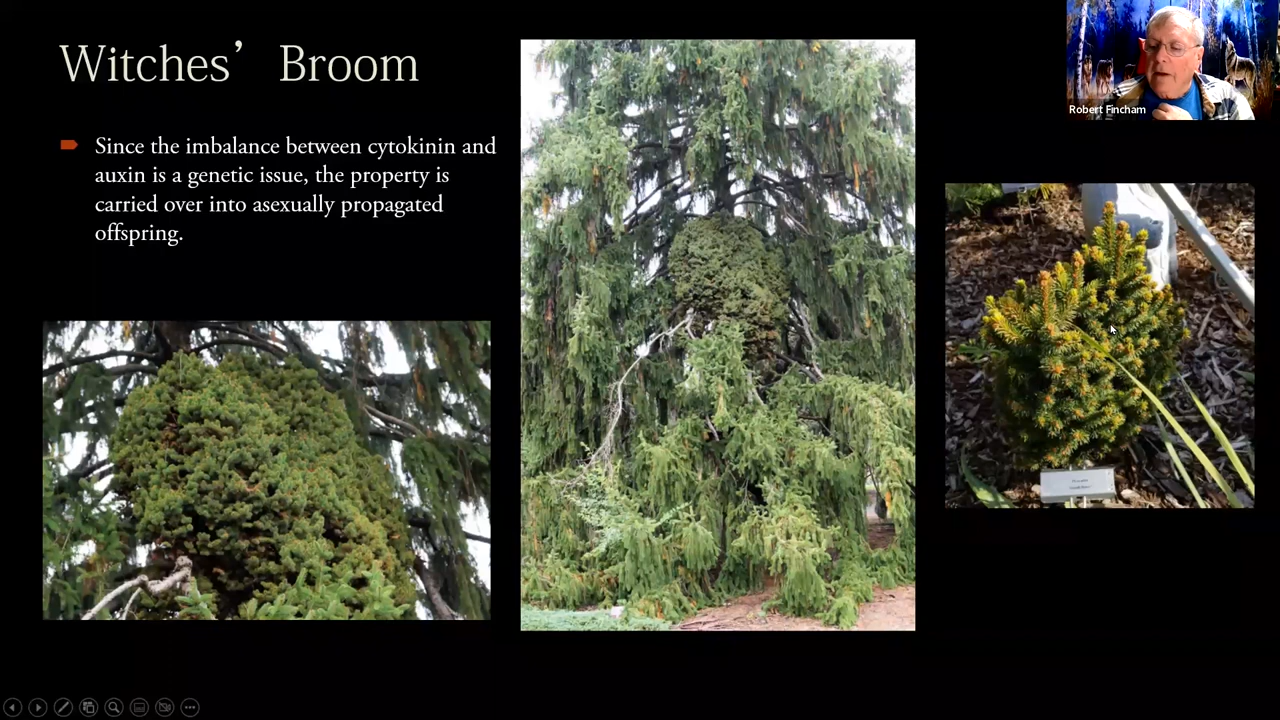 Witches’ Broom
Since the imbalance between cytokinin and
auxin is a genetic issue, the property is
carried over into asexually propagated
offspring.
Robert Fincham